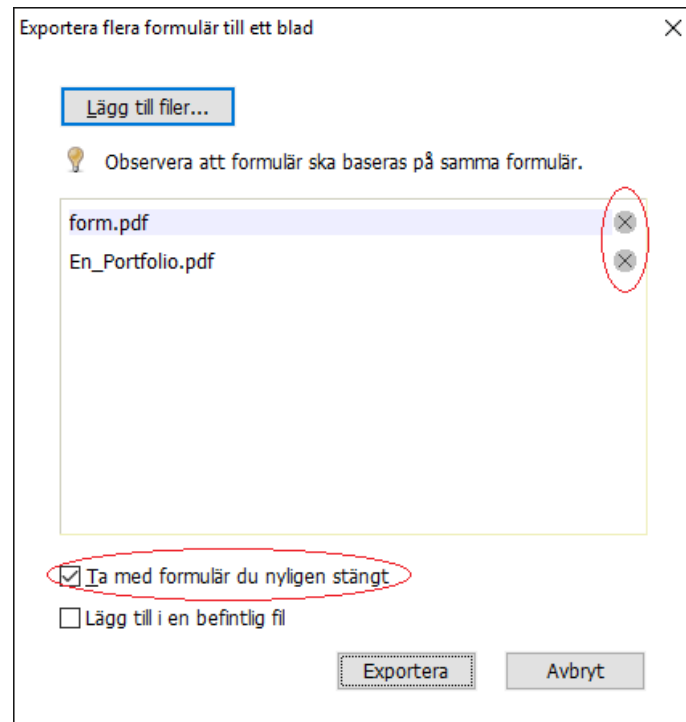 Exportera flera formulär till ett blad
Lägg till filer...
Observera att formulär ska baseras på samma formulär.
form.pdf
En_Portfolio.pdf
Ta med formulär du nyligen stängt
Lägg till i en befintlig fil
Exportera
Avbryt